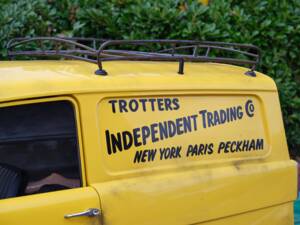 TROTTERS
INDEPENDENT TRADING CO
NEW YORK PARIS PECKHAM